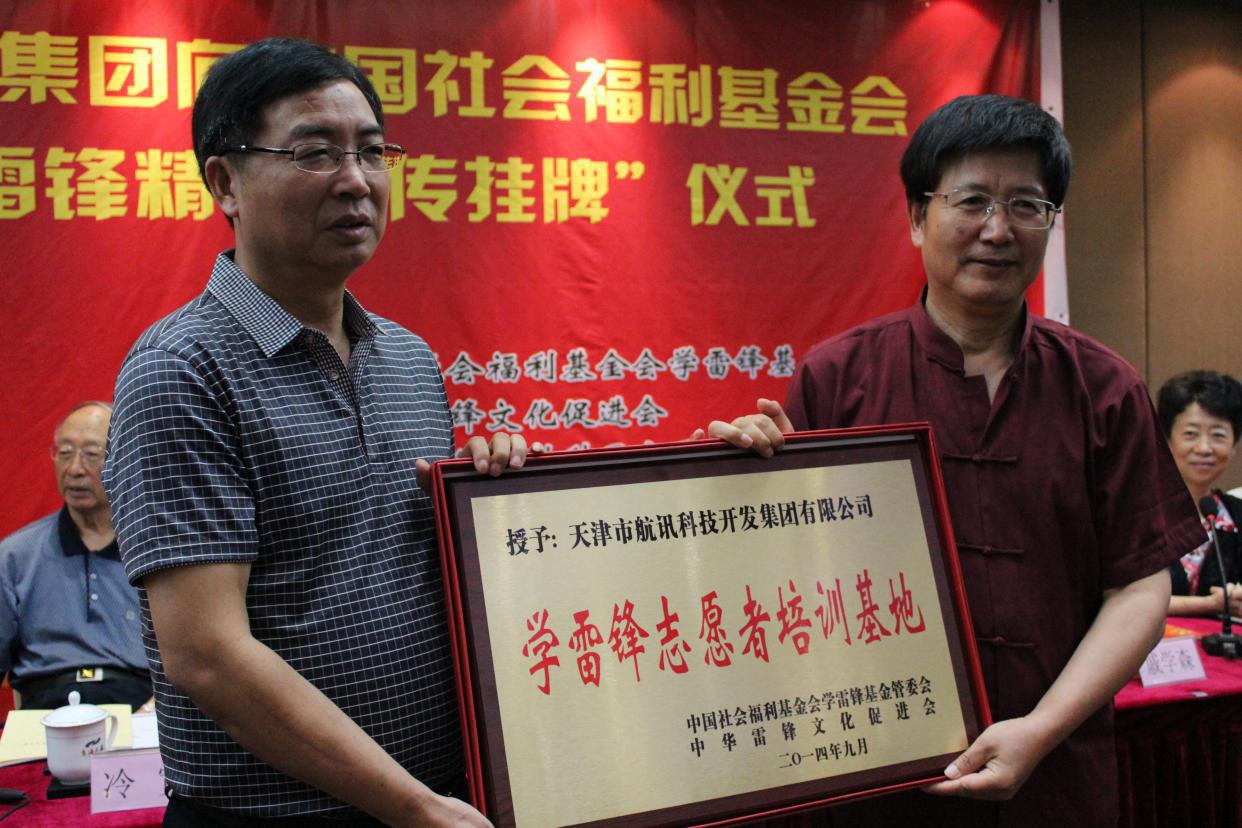 集团向 国社会福利基金会
雷锋精 传挂牌”仪式
会福利基金会学雷锋基
锋文化促进会
授予: 天津市航讯科技开发集团有限公司
学雷锋志愿者培训基地
中国社会福利基金会学雷锋基金管委会
中华雷锋文化促进会
二〇一四年九月
冷
戚学森